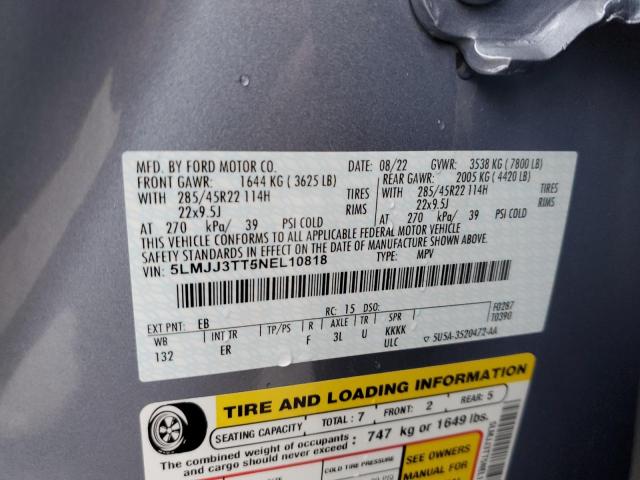 MFD. BY FORD MOTOR CO.
DATE: 08/22 GVWR: 3538 KG ( 7800 LB)
FRONT GAWR: 1644 KG ( 3625 LB)
REAR GAWR: 2005 KG ( 4420 LB)
WITH 285/45R22 114H TIRES
WITH 285/45R22 114H TIRES
22x9.5J RIMS
22x9.5J RIMS
AT 270 kPa/ 39 PSI COLD
AT 270 kPa/ 39 PSI COLD
THIS VEHICLE CONFORMS TO ALL APPLICABLE FEDERAL MOTOR VEHICLE
SAFETY STANDARDS IN EFFECT ON THE DATE OF MANUFACTURE SHOWN ABOVE.
VIN: 5LMJJ3TT5NEL10818
TYPE: MPV
F0287
T0390
RC: 15 DSO:
EXT PNT: EB
WB INT TR TP/PS R AXLE TR SPR
132 ER F 3L U KKKK
ULC
5USA-3520472-AA
TIRE AND LOADING INFORMATION
SEATING CAPACITY TOTAL : 7 FRONT: 2 REAR: 5
The combined weight of occupants and cargo should never exceed : 747 kg or 1649 lbs.
COLD TIRE PRESSURE
SEE OWNERS
MANUAL FOR